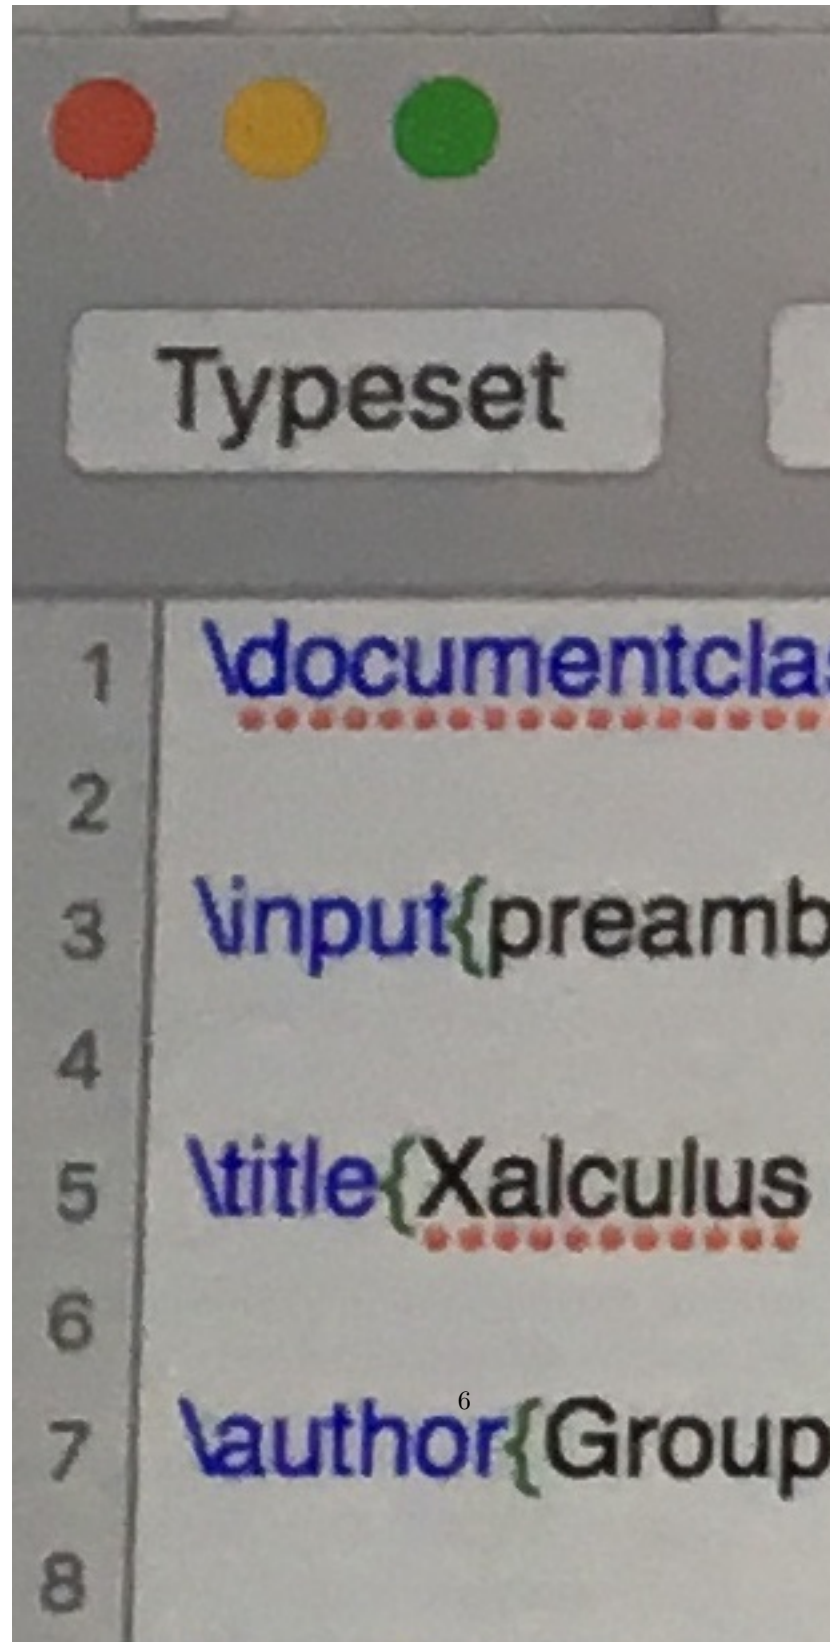 Typeset
1 \documentclas
2
3 \input{preamb
4
5 \title{Xalculus
6
6
7 \author{Group
8